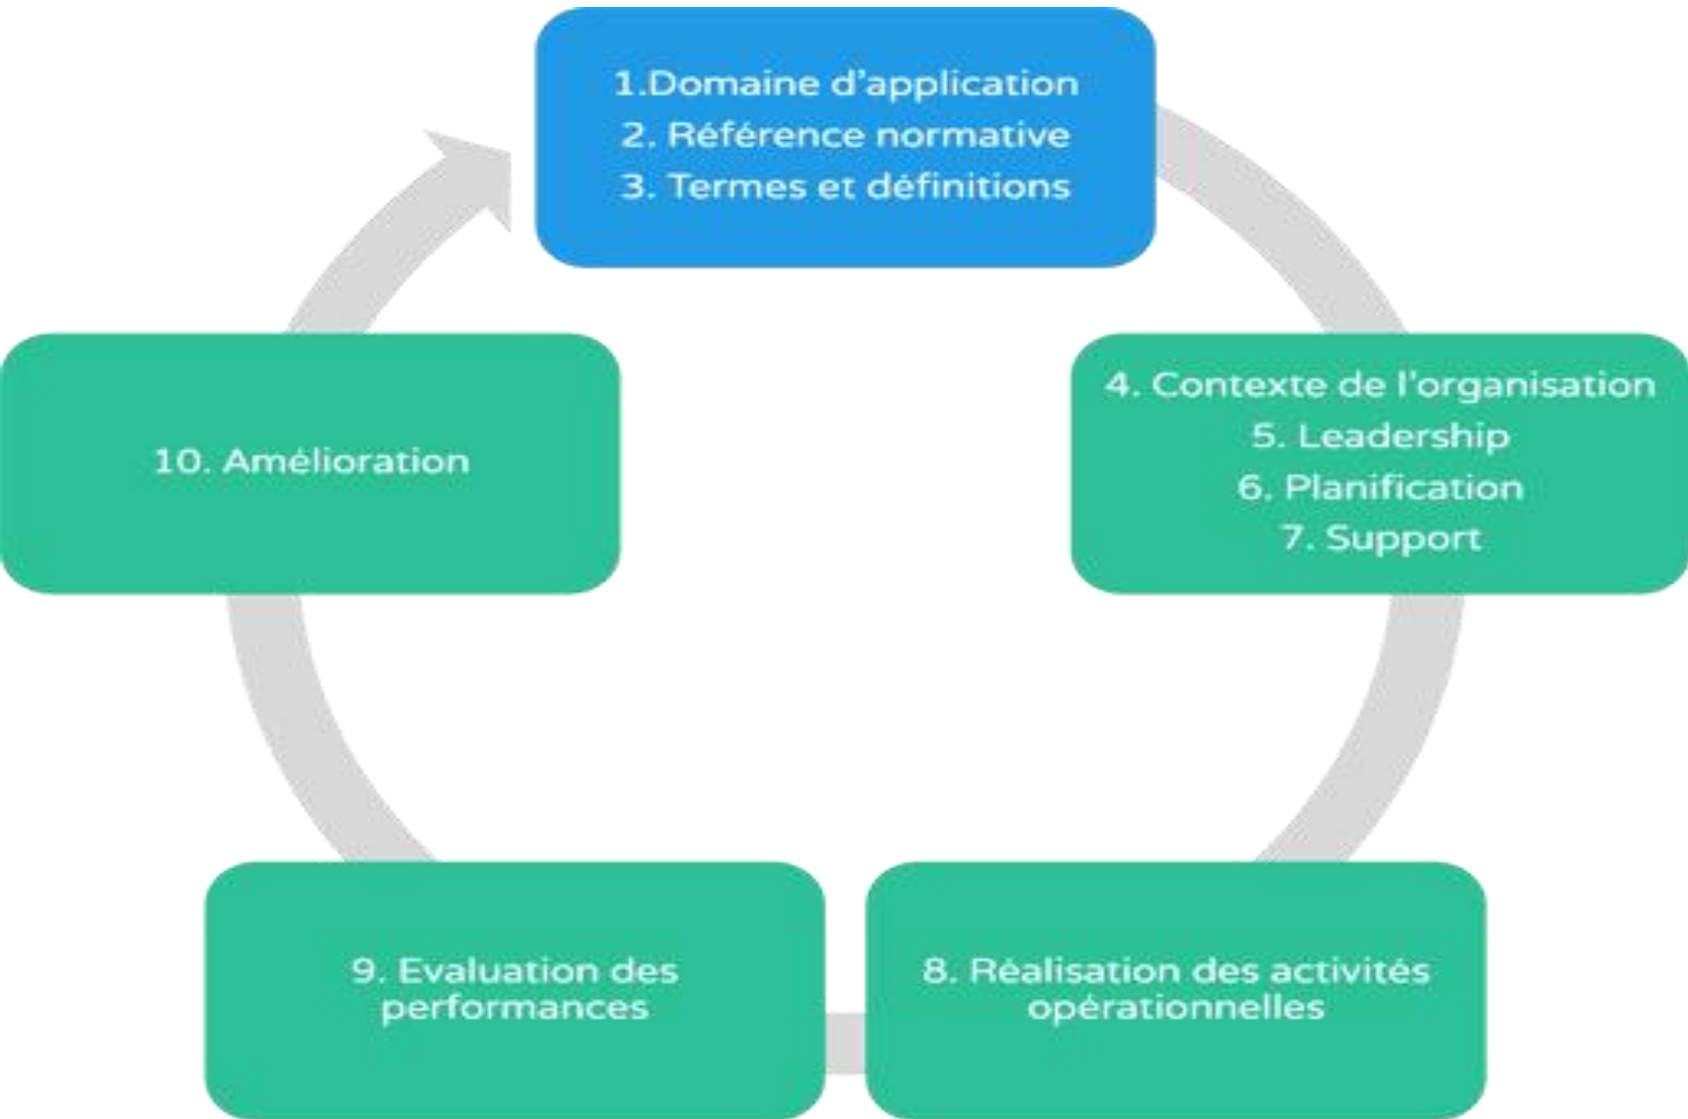 1.Domaine d'application
2. Référence normative
3. Termes et définitions
4. Contexte de l'organisation
5. Leadership
6. Planification
7. Support
8. Réalisation des activités
opérationnelles
9. Evaluation des
performances
10. Amélioration